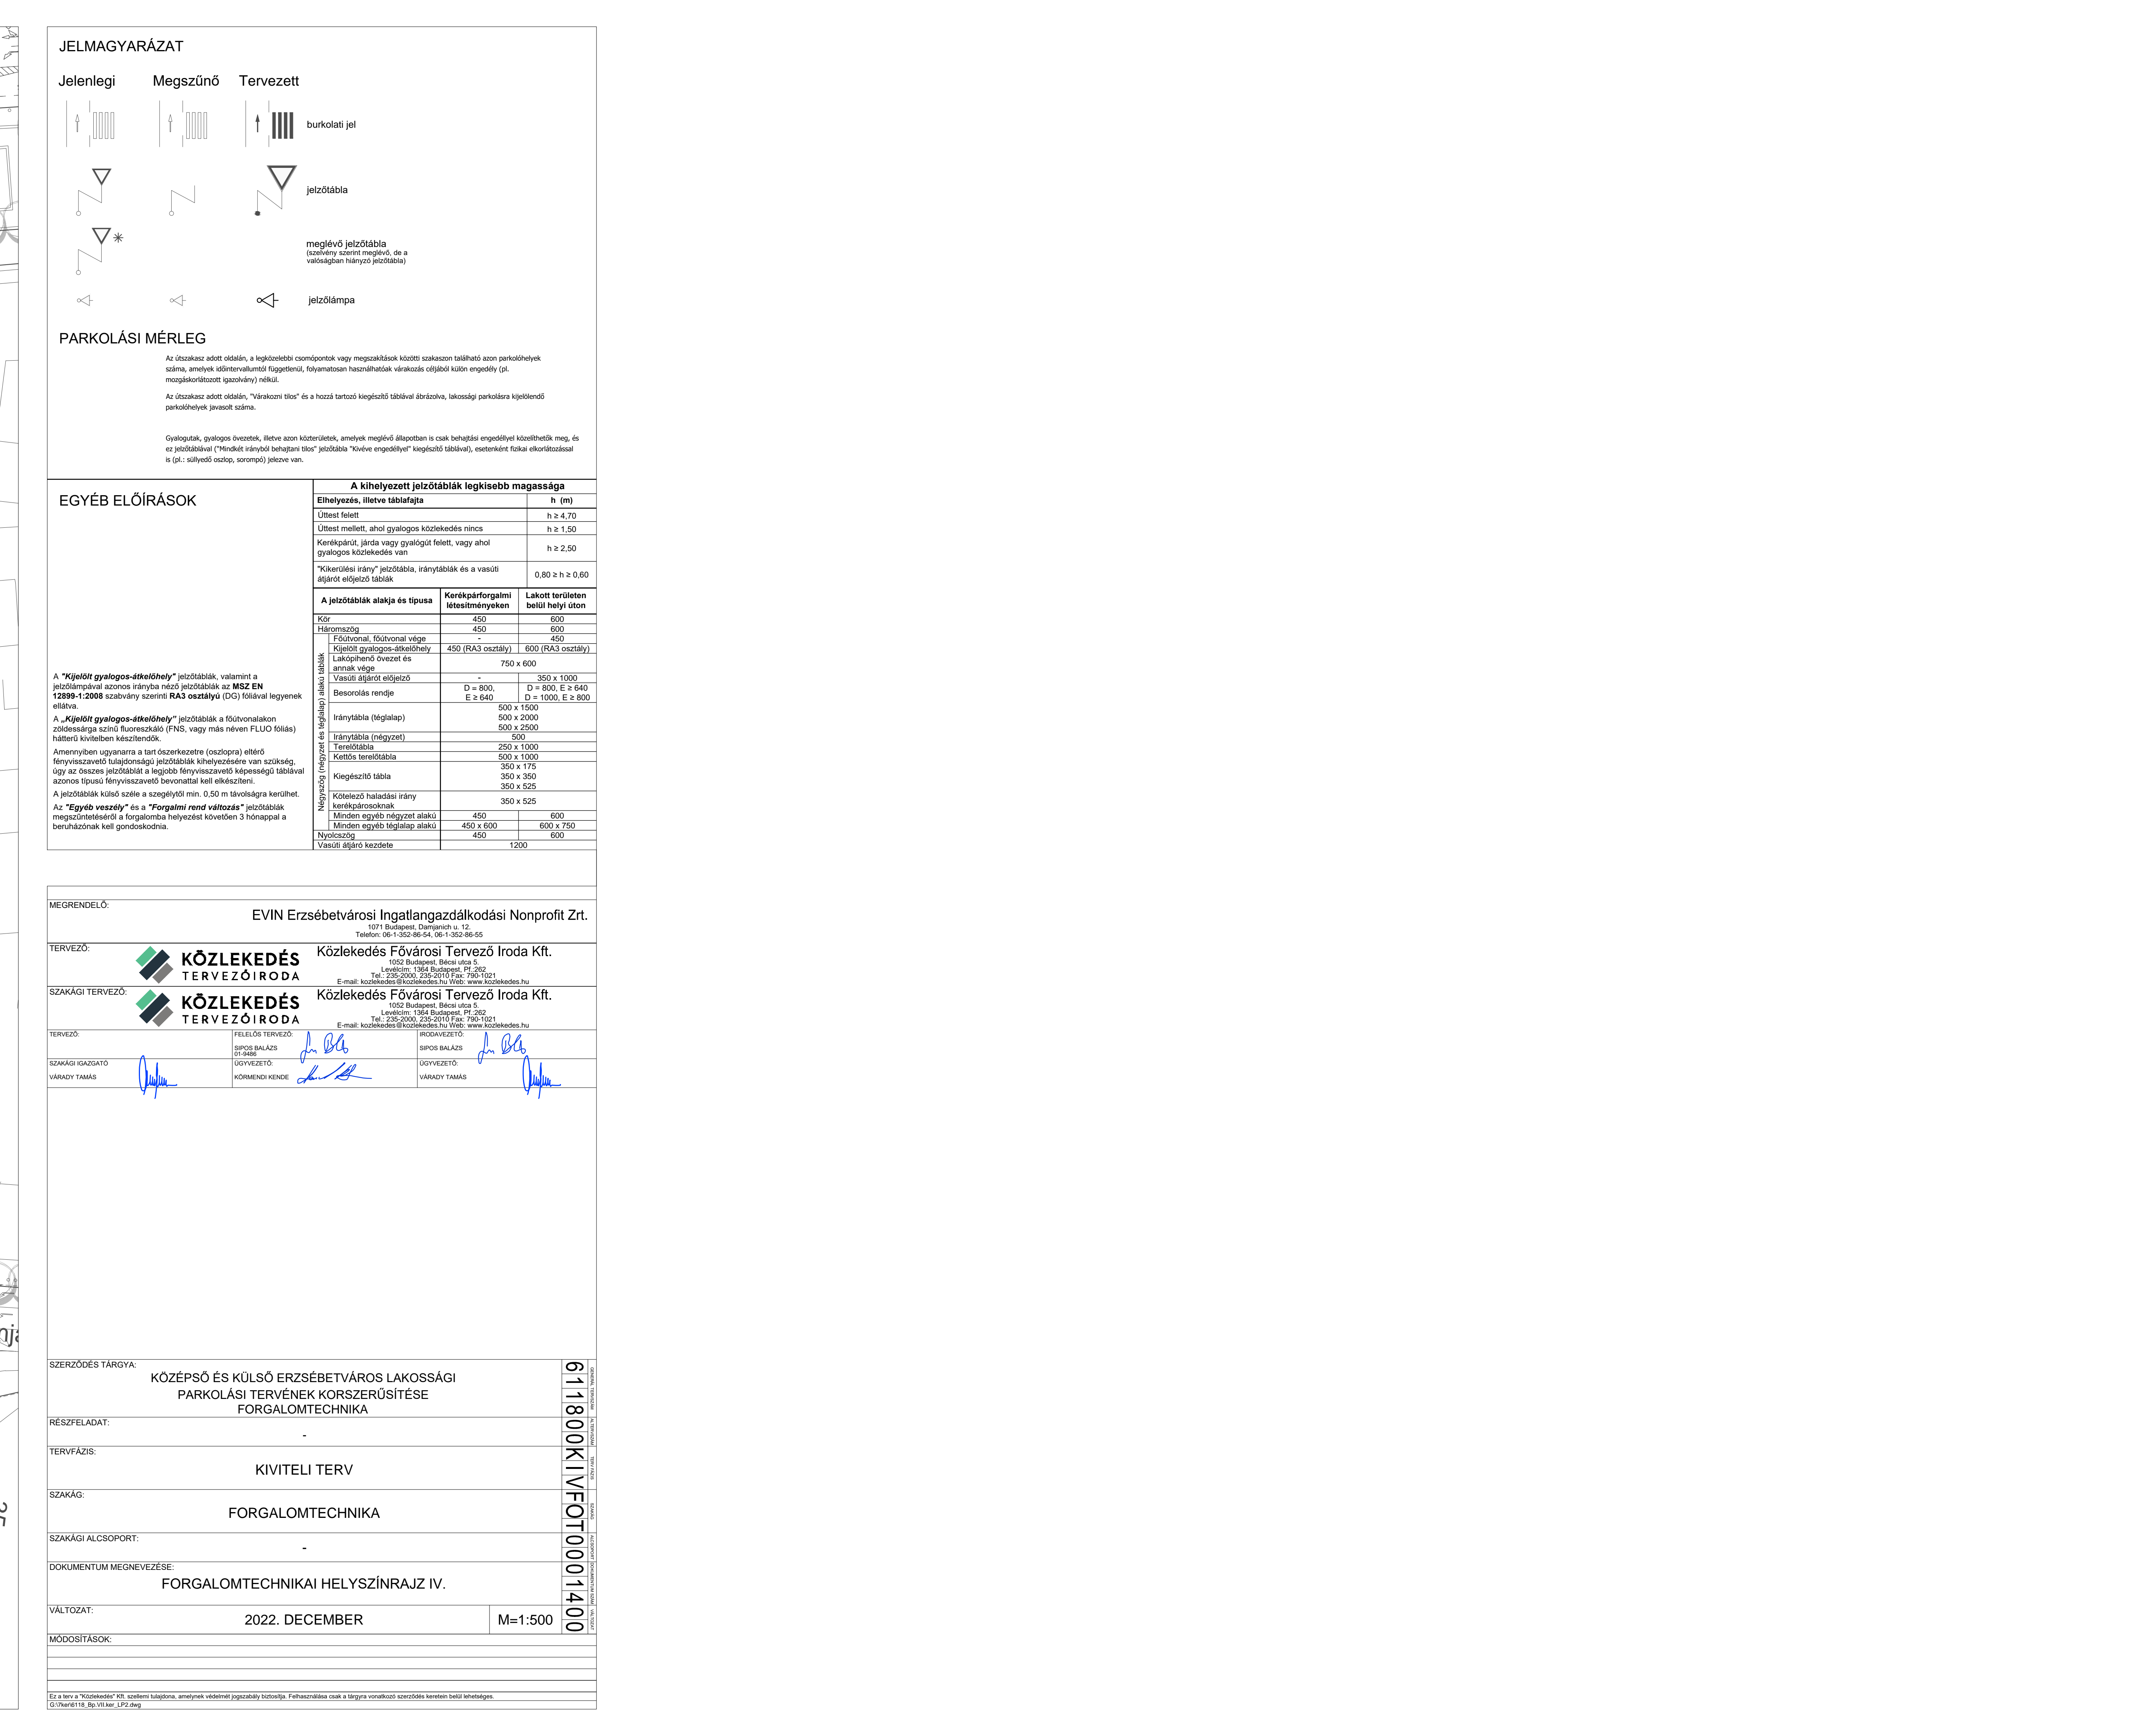 JELMAGYARÁZAT
Jelenlegi Megszűnő Tervezett
burkolati jel
jelzőtábla
meglévő jelzőtábla
(szelvény szerint meglévő, de a
valóságban hiányzó jelzőtábla)
jelzőlámpa
PARKOLÁSI MÉRLEG
Az útszakasz adott oldalán, a legközelebbi csomópontok vagy megszakítások közötti szakaszon található azon parkolóhelyek
száma, amelyek időintervallumtól függetlenül, folyamatosan használhatóak várakozás céljából külön engedély (pl.
mozgáskorlátozott igazolvány) nélkül.
Az útszakasz adott oldalán, "Várakozni tilos" és a hozzá tartozó kiegészítő táblával ábrázolva, lakossági parkolásra kijelölendő
parkolóhelyek javasolt száma.
Gyalogutak, gyalogos övezetek, illetve azon közterületek, amelyek meglévő állapotban is csak behajtási engedéllyel közelíthetők meg, és
ez jelzőtáblával ("Mindkét irányból behajtani tilos" jelzőtábla "Kivéve engedéllyel" kiegészítő táblával), esetenként fizikai elkorlátozással
is (pl.: süllyedő oszlop, sorompó) jelezve van.
EGYÉB ELŐÍRÁSOK
A "Kijelölt gyalogos-átkelőhely" jelzőtáblák, valamint a
jelzőlámpával azonos irányba néző jelzőtáblák az MSZ EN
12899-1:2008 szabvány szerinti RA3 osztályú (DG) fóliával legyenek
ellátva.
A „Kijelölt gyalogos-átkelőhely” jelzőtáblák a főútvonalakon
zöldessárga színű fluoreszkáló (FNS, vagy más néven FLUO fóliás)
hátterű kivitelben készítendők.
Amennyiben ugyanarra a tartószerkezetre (oszlopra) eltérő
fényvisszavető tulajdonságú jelzőtáblák kihelyezésére van szükség,
úgy az összes jelzőtáblát a legjobb fényvisszavető képességű táblával
azonos típusú fényvisszavető bevonattal kell elkészíteni.
A jelzőtáblák külső széle a szegélytől min. 0,50 m távolságra kerülhet.
Az "Egyéb veszély" és a "Forgalmi rend változás" jelzőtáblák
megszűntetéséről a forgalomba helyezést követően 3 hónappal a
beruházónak kell gondoskodnia.
A kihelyezett jelzőtáblák legkisebb magassága
Elhelyezés, illetve táblafajta h (m)
Úttest felett h ≥ 4,70
Úttest mellett, ahol gyalogos közlekedés nincs h ≥ 1,50
Kerékpárút, járda vagy gyalógút felett, vagy ahol
gyalogos közlekedés van h ≥ 2,50
"Kikerülési irány" jelzőtábla, iránytáblák és a vasúti
átjárót előjelző táblák 0,80 ≥ h ≥ 0,60
A jelzőtáblák alakja és típusa Kerékpárforgalmi létesítményeken Lakott területen belül helyi úton
Kör 450 600
Háromszög 450 600
Négyszög (négyzet és téglalap) alakú táblák
Főútvonal, főútvonal vége - 450
Kijelölt gyalogos-átkelőhely 450 (RA3 osztály) 600 (RA3 osztály)
Lakópihenő övezet és
annak vége 750 x 600
Vasúti átjárót előjelző - 350 x 1000
Besorolás rendje D = 800, E ≥ 640 D = 800, E ≥ 640
D = 1000, E ≥ 800
500 x 1500
Iránytábla (téglalap) 500 x 2000
500 x 2500
Iránytábla (négyzet) 500
Terelőtábla 250 x 1000
Kettős terelőtábla 500 x 1000
350 x 175
Kiegészítő tábla 350 x 350
350 x 525
Kötelező haladási irány
kerékpárosoknak 350 x 525
Minden egyéb négyzet alakú 450 600
Minden egyéb téglalap alakú 450 x 600 600 x 750
Nyolcszög 450 600
Vasúti átjáró kezdete 1200
MEGRENDELŐ:
EVIN Erzsébetvárosi Ingatlangazdálkodási Nonprofit Zrt.
1071 Budapest, Damjanich u. 12.
Telefon: 06-1-352-86-54, 06-1-352-86-55
TERVEZŐ:
KÖZLEKEDÉS
TERVEZŐIRODA
Közlekedés Fővárosi Tervező Iroda Kft.
1052 Budapest, Bécsi utca 5.
Levélcím: 1364 Budapest, Pf.:262
Tel.: 235-2000, 235-2010 Fax: 790-1021
E-mail: kozlekedes@kozlekedes.hu Web: www.kozlekedes.hu
SZAKÁGI TERVEZŐ:
KÖZLEKEDÉS
TERVEZŐIRODA
Közlekedés Fővárosi Tervező Iroda Kft.
1052 Budapest, Bécsi utca 5.
Levélcím: 1364 Budapest, Pf.:262
Tel.: 235-2000, 235-2010 Fax: 790-1021
E-mail: kozlekedes@kozlekedes.hu Web: www.kozlekedes.hu
TERVEZŐ: FELELŐS TERVEZŐ: IRODAVEZETŐ:
SIPOS BALÁZS SIPOS BALÁZS
01-9486
SZAKÁGI IGAZGATÓ ÜGYVEZETŐ: ÜGYVEZETŐ:
VÁRADY TAMÁS KÖRMENDI KENDE VÁRADY TAMÁS
SZERZŐDÉS TÁRGYA:
KÖZÉPSŐ ÉS KÜLSŐ ERZSÉBETVÁROS LAKOSSÁGI
PARKOLÁSI TERVÉNEK KORSZERŰSÍTÉSE
FORGALOMTECHNIKA
RÉSZFELADAT:
-
TERVFÁZIS:
KIVITELI TERV
SZAKÁG:
FORGALOMTECHNIKA
SZAKÁGI ALCSOPORT:
-
DOKUMENTUM MEGNEVEZÉSE:
FORGALOMTECHNIKAI HELYSZÍNRAJZ IV.
VÁLTOZAT:
2022. DECEMBER M=1:500
611800KIVFOT0001400
GENERÁL TERVSZÁM ALTERVSZÁM TERV FÁZIS SZAKÁG ALCSOPORT DOKUMENTUM SZÁM VÁLTOZAT
MÓDOSÍTÁSOK:
Ez a terv a "Közlekedés" Kft. szellemi tulajdona, amelynek védelmét jogszabály biztosítja. Felhasználása csak a tárgyra vonatkozó szerződés keretein belül lehetséges.
G:\7ker\6118_Bp.VII.ker_LP2.dwg